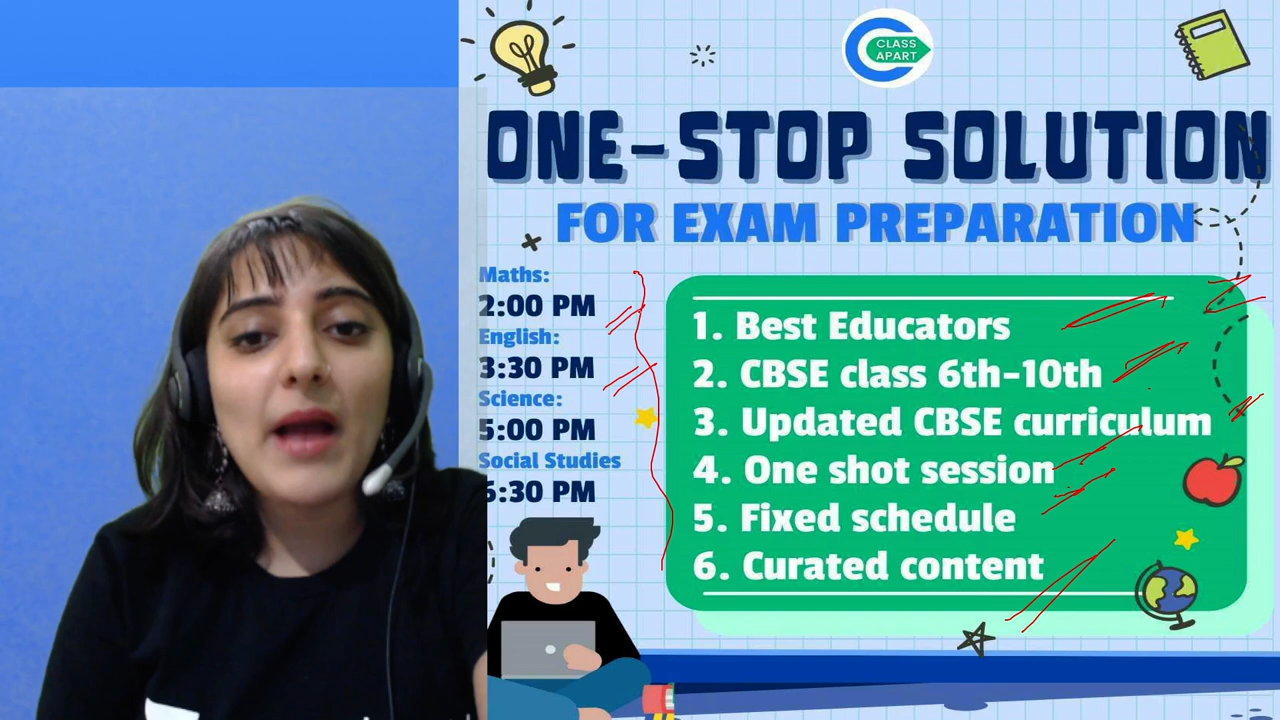 CLASS
APART
ONE-STOP SOLUTION
FOR EXAM PREPARATION
Maths:
2:00 PM
English:
3:30 PM
Science:
5:00 PM
Social Studies
6:30 PM
1. Best Educators
2. CBSE class 6th-10th
3. Updated CBSE curriculum
4. One shot session
5. Fixed schedule
6. Curated content